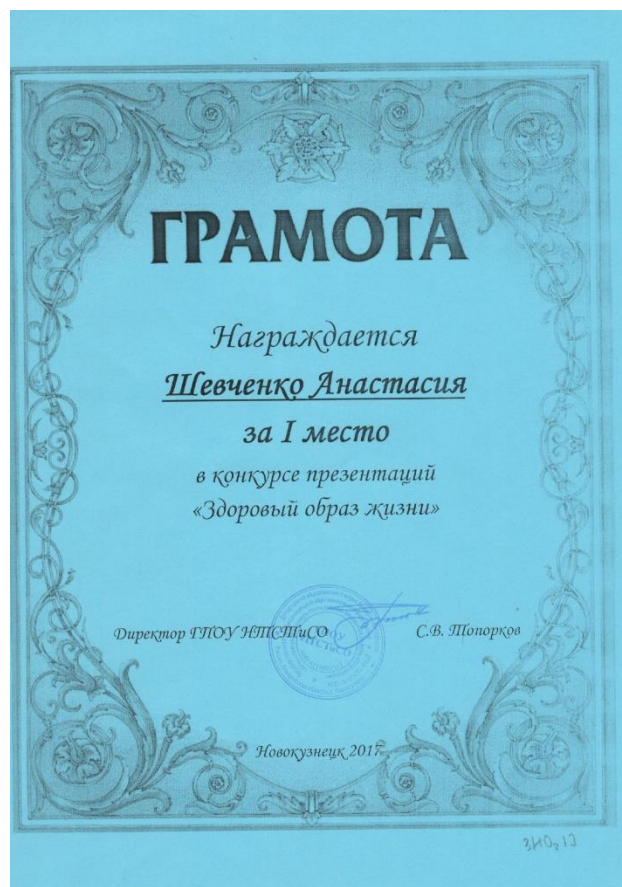 ГРАМОТА
Награждается
Шевченко Анастасия
за I место
в конкурсе презентаций
«Здоровый образ жизни»
Директор ГПОУ НТСТиСО
С.В. Топорков
Новокузнецк 2017